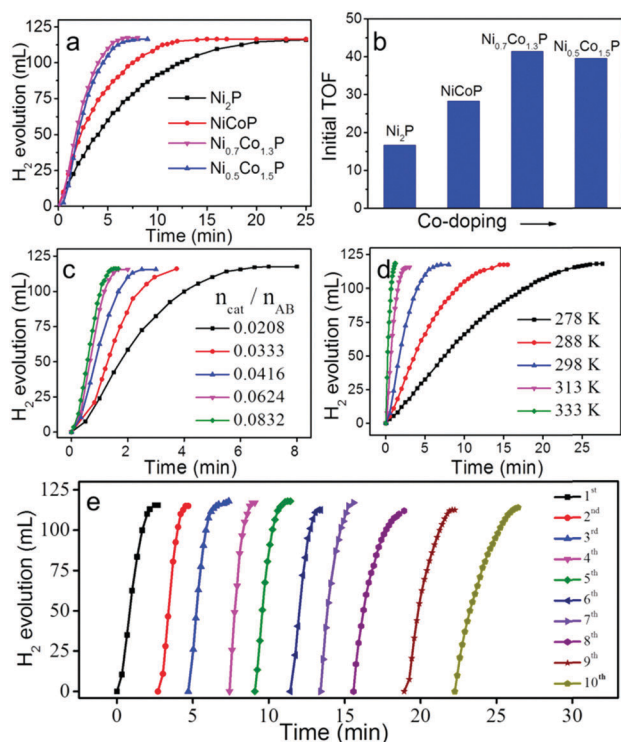 a
H2 evolution (mL)
125
100
75
50
25
0
Ni2P
NiCoP
Ni0.7Co1.3P
Ni0.5Co1.5P
0 5 10 15 20 25
Time (min)
b
Initial TOF
60
50
40
30
20
10
0
Ni2P
NiCoP
Ni0.7Co1.3P
Ni0.5Co1.5P
Co-doping →
c
H2 evolution (mL)
125
100
75
50
25
0
ncat / nAB
0.0208
0.0333
0.0416
0.0624
0.0832
0 2 4 6 8
Time (min)
d
H2 evolution (mL)
125
100
75
50
25
0
278 K
288 K
298 K
313 K
333 K
0 5 10 15 20 25
Time (min)
e
H2 evolution (mL)
125
100
75
50
25
0
1st
2nd
3rd
4th
5th
6th
7th
8th
9th
10th
0 5 10 15 20 25 30
Time (min)